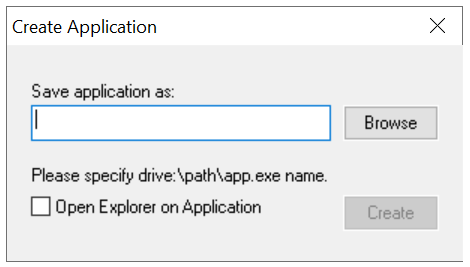 Create Application
Save application as:
Browse
Please specify drive:\path\app.exe name.
Open Explorer on Application
Create